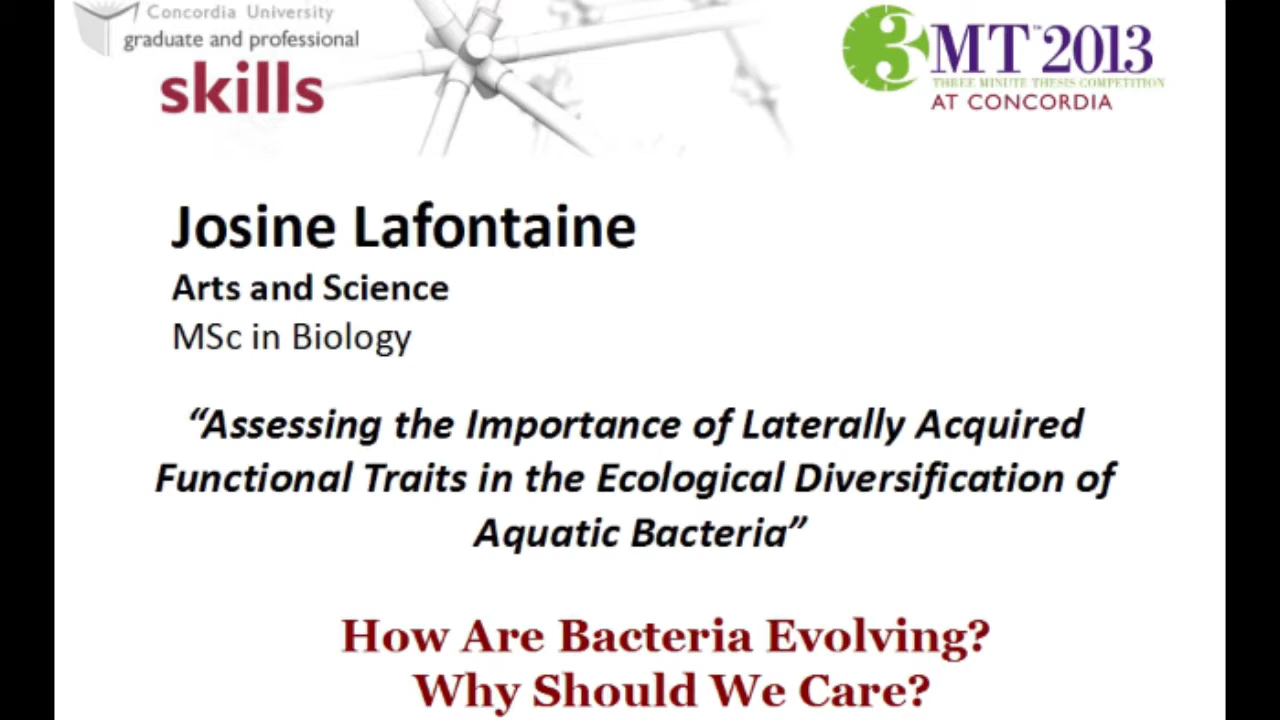 Concordia University
graduate and professional
skills
3MT™2013
THREE MINUTE THESIS COMPETITION
AT CONCORDIA
Josine Lafontaine
Arts and Science
MSc in Biology
“Assessing the Importance of Laterally Acquired
Functional Traits in the Ecological Diversification of
Aquatic Bacteria”
How Are Bacteria Evolving?
Why Should We Care?